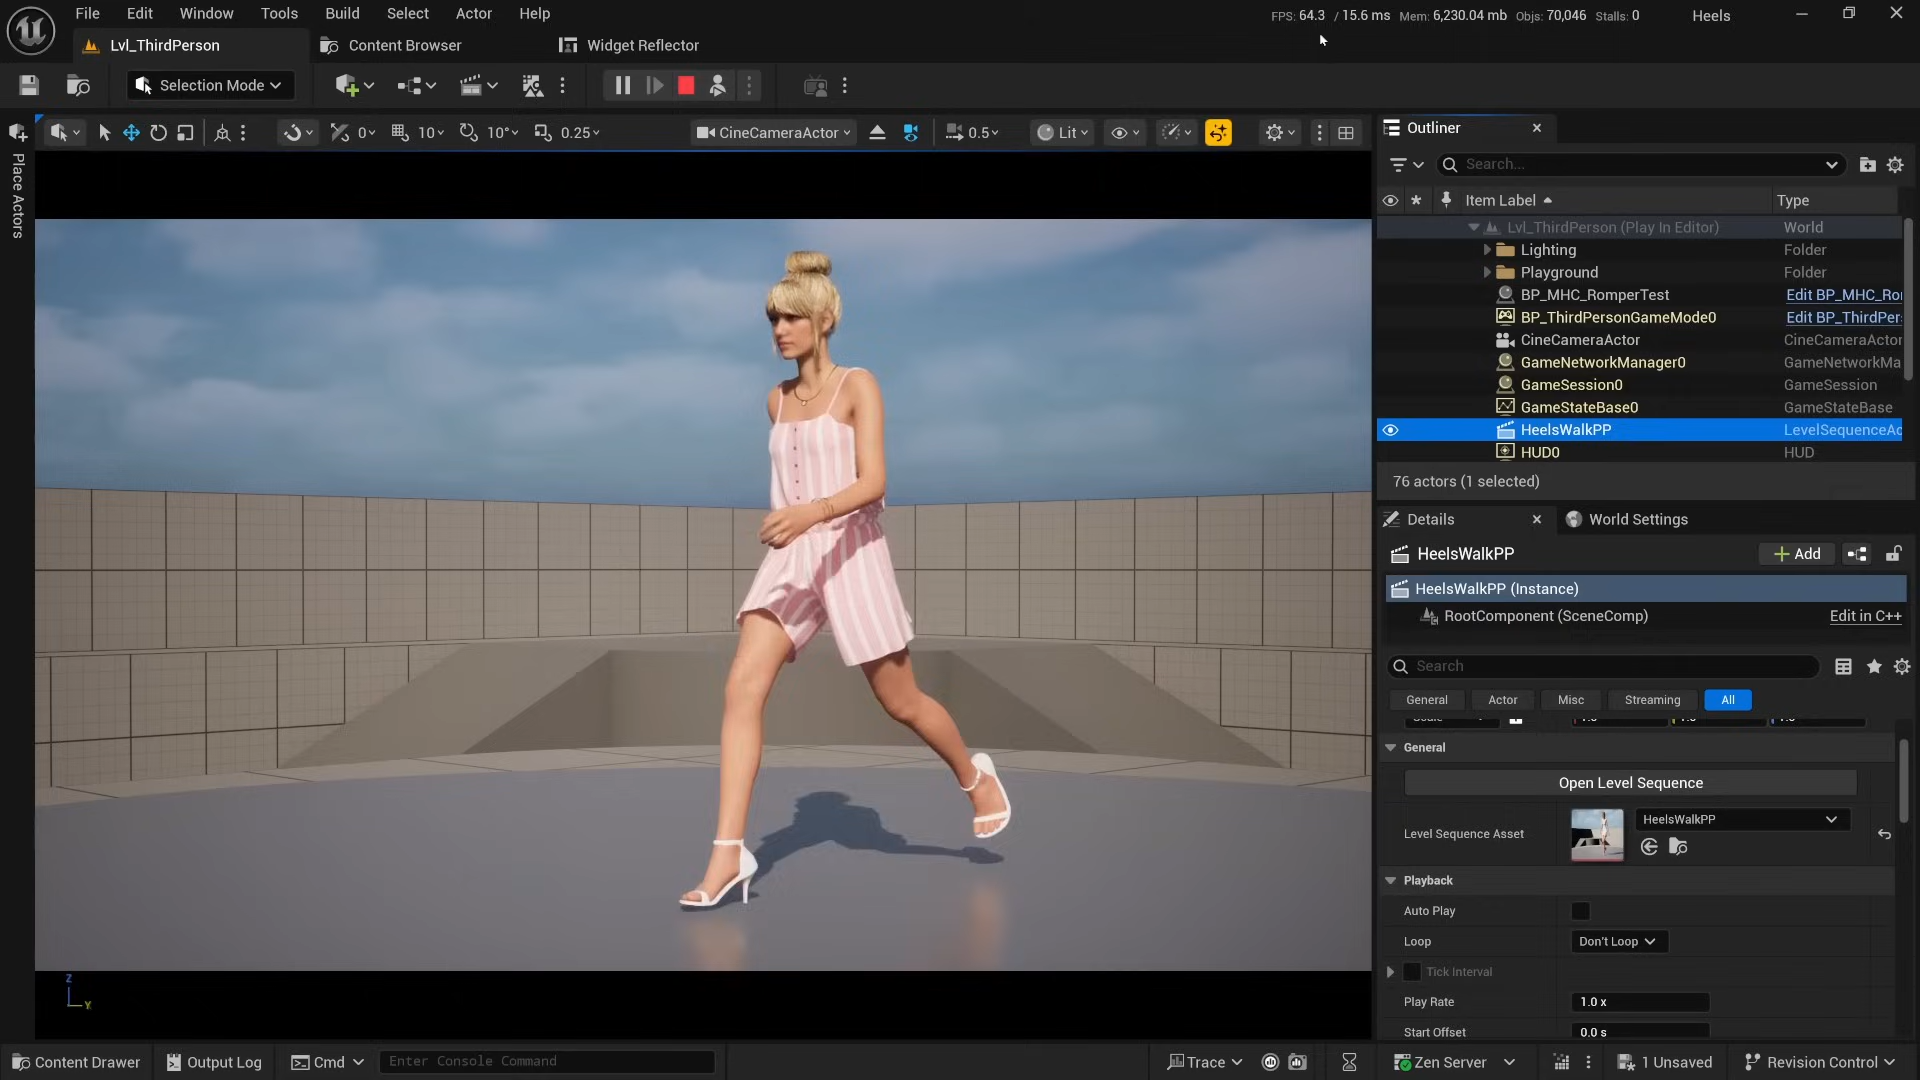 File Edit Window Tools Build Select Actor Help
FPS: 64.3 / 15.6 ms Mem: 6,230.04 mb Objs: 70,046 Stalls: 0 Heels
Lvl_ThirdPerson Content Browser Widget Reflector
Selection Mode
Place Actors
0 10 10° 0.25 CineCameraActor 0.5 Lit
Outliner
Search...
Item Label Type
Lvl_ThirdPerson (Play In Editor) World
Lighting Folder
Playground Folder
BP_MHC_RomperTest Edit BP_MHC_Ro
BP_ThirdPersonGameMode0 Edit BP_ThirdPer
CineCameraActor CineCameraActor
GameNetworkManager0 GameNetworkMa
GameSession0 GameSession
GameStateBase0 GameStateBase
HeelsWalkPP LevelSequenceAc
HUD0 HUD
76 actors (1 selected)
Details World Settings
HeelsWalkPP Add
HeelsWalkPP (Instance)
RootComponent (SceneComp) Edit in C++
Search
General Actor Misc Streaming All
General
Open Level Sequence
Level Sequence Asset HeelsWalkPP
Playback
Auto Play
Loop Don't Loop
Tick Interval
Play Rate 1.0 x
Start Offset 0.0 s
Z
Y
Content Drawer Output Log Cmd Enter Console Command Trace Zen Server 1 Unsaved Revision Control